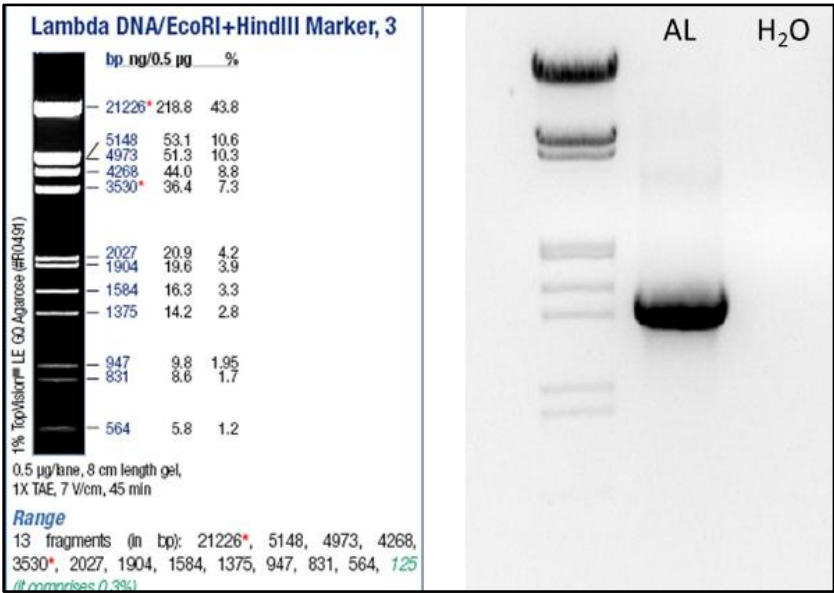 Lambda DNA/EcoRI+HindIII Marker, 3
bp ng/0.5 µg %
21226* 218.8 43.8
5148 53.1 10.6
4973 51.3 10.3
4268 44.0 8.8
3530* 36.4 7.3
2027 20.9 4.2
1904 19.6 3.9
1584 16.3 3.3
1375 14.2 2.8
947 9.8 1.95
831 8.6 1.7
564 5.8 1.2
1% TopVision™ LE GQ Agarose (#R0491)
0.5 µg/lane, 8 cm length gel,
1X TAE, 7 V/cm, 45 min
Range
13 fragments (in bp): 21226*, 5148, 4973, 4268,
3530*, 2027, 1904, 1584, 1375, 947, 831, 564, 125
(it comprises 0.3%)
AL H₂O